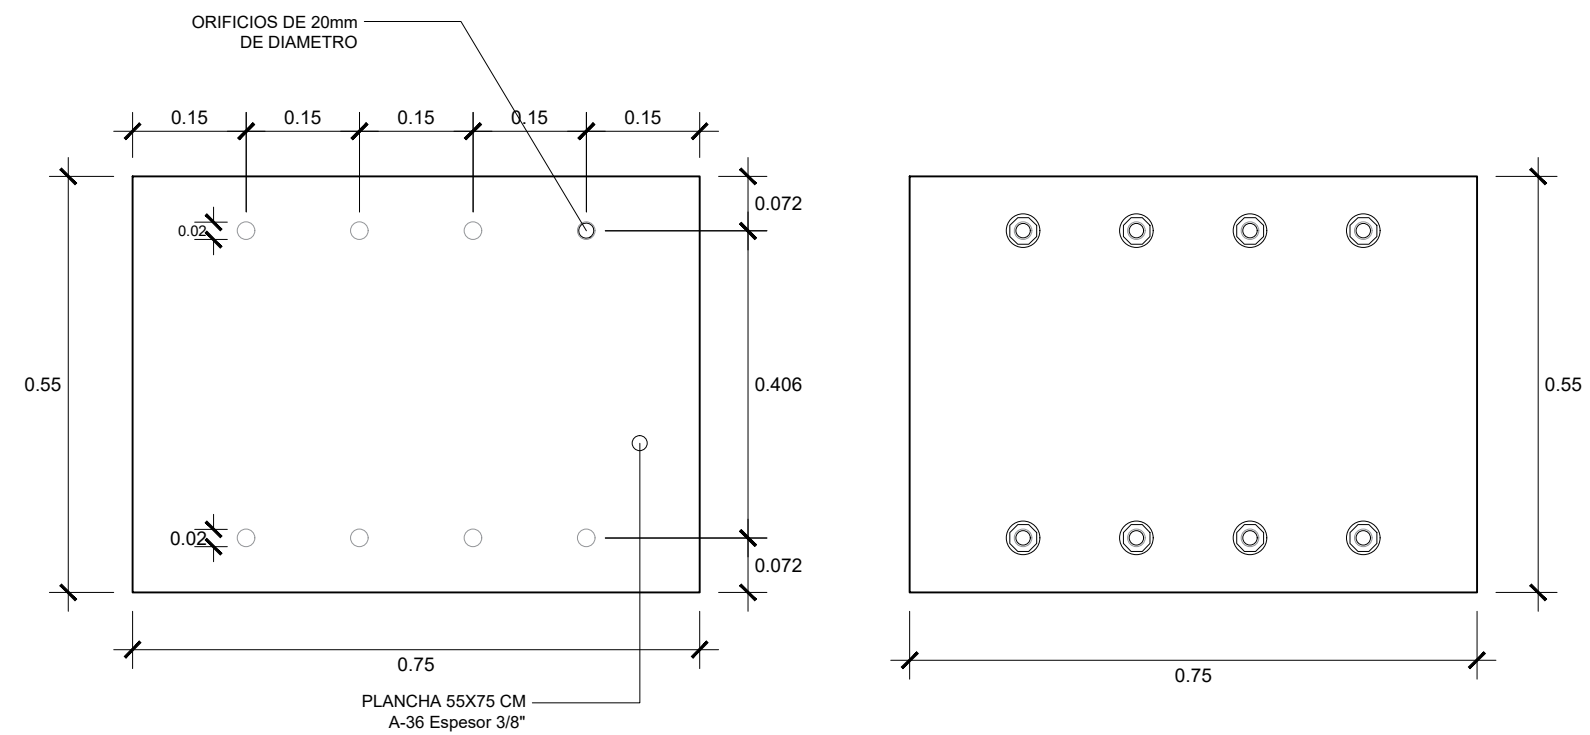 ORIFICIOS DE 20mm
DE DIAMETRO
0.15 0.15 0.15 0.15 0.15
0.072
0.02
0.55
0.406
0.02
0.072
0.75
PLANCHA 55X75 CM
A-36 Espesor 3/8"
0.55
0.75